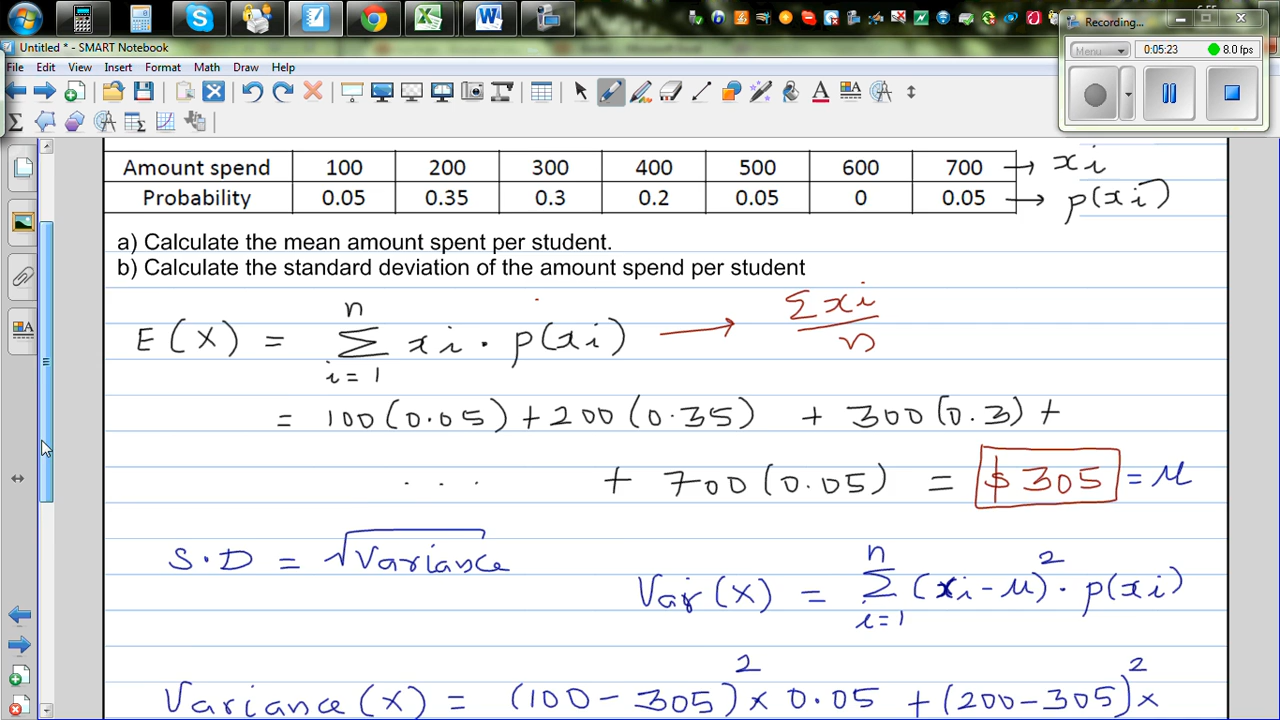 6:55
Recording...
Untitled * - SMART Notebook
Menu
0:05:23
8.0 fps
File Edit View Insert Format Math Draw Help
Amount spend 100 200 300 400 500 600 700 → xi
Probability 0.05 0.35 0.3 0.2 0.05 0 0.05 → p(xi)
a) Calculate the mean amount spent per student.
b) Calculate the standard deviation of the amount spend per student
E(X) = n Σ i=1 xi · p(xi) → Σxi / n
= 100(0.05) + 200(0.35) + 300(0.3) +
... + 700(0.05) = $305 = μ
S.D = √Variance
Var(X) = n Σ i=1 (xi-μ)² · p(xi)
Variance(X) = (100-305)² × 0.05 + (200-305)² ×